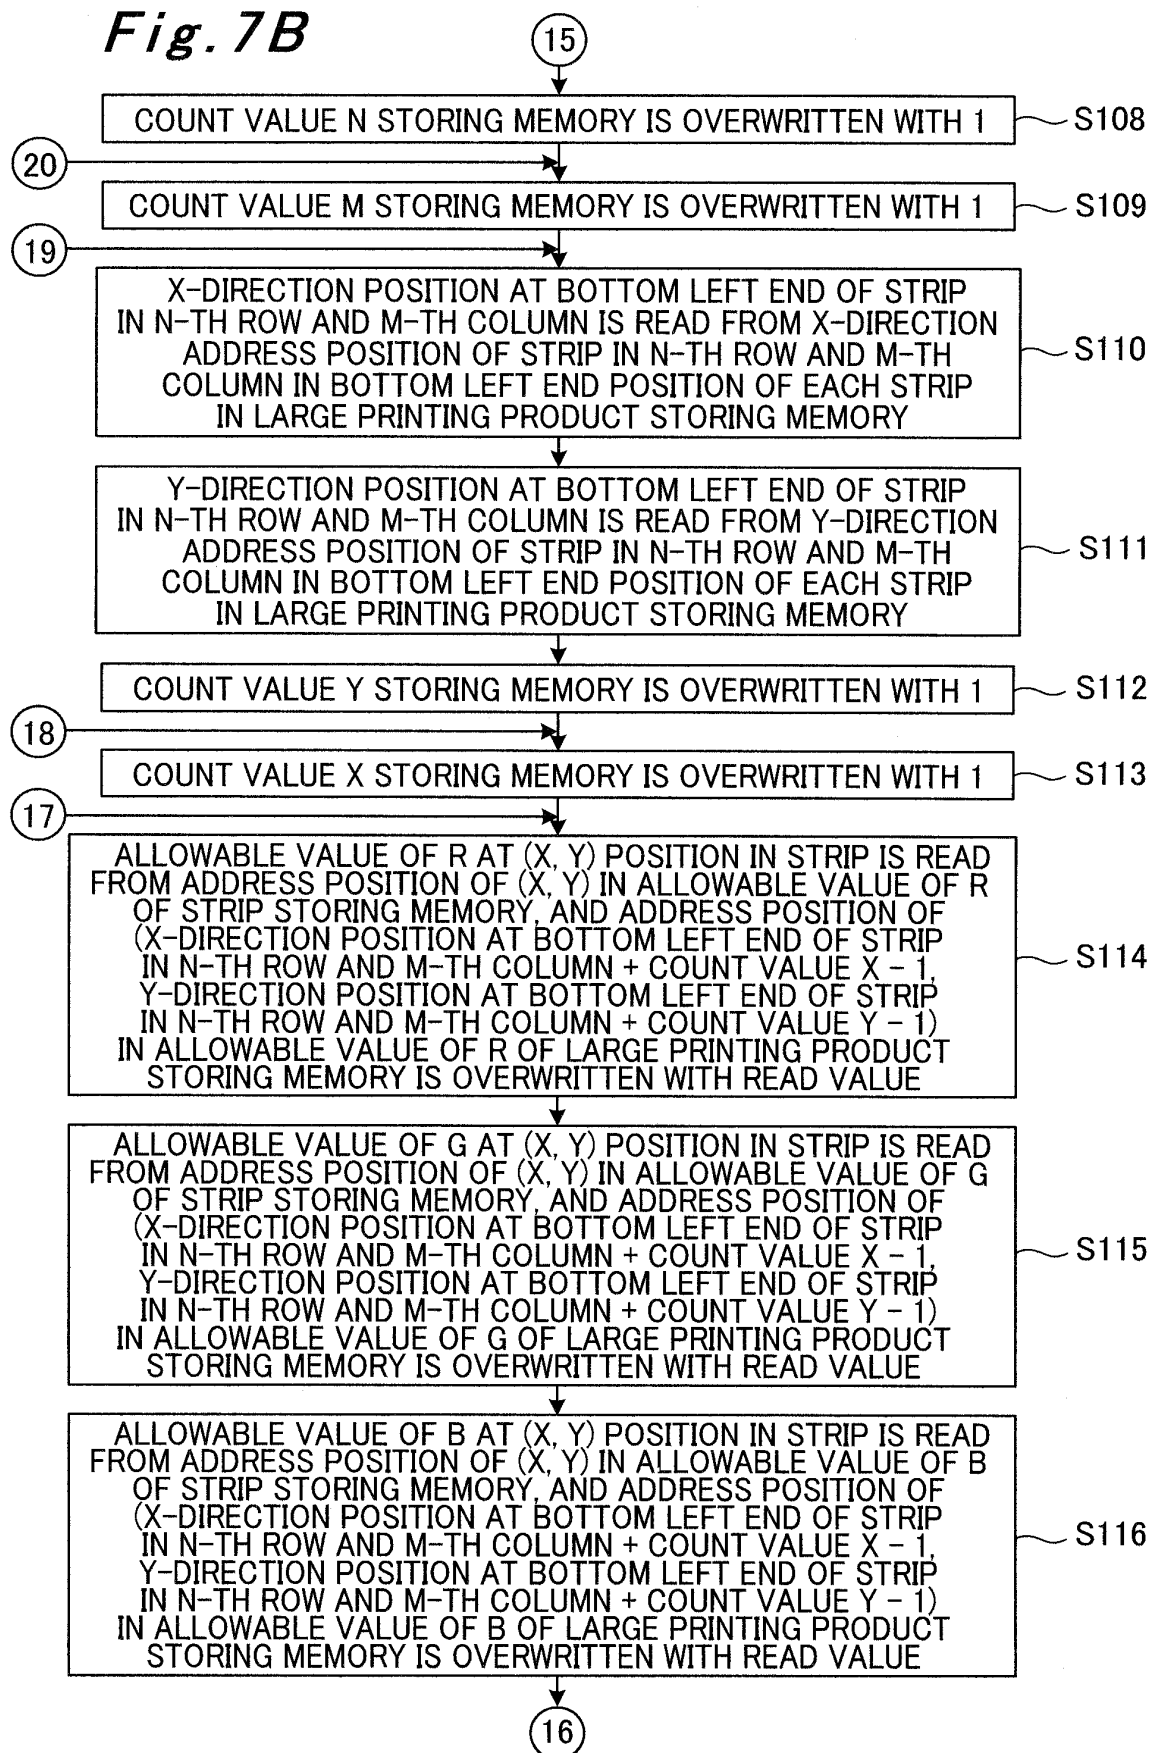 Fig. 7B
15
COUNT VALUE N STORING MEMORY IS OVERWRITTEN WITH 1
S108
20
COUNT VALUE M STORING MEMORY IS OVERWRITTEN WITH 1
S109
19
X-DIRECTION POSITION AT BOTTOM LEFT END OF STRIP
IN N-TH ROW AND M-TH COLUMN IS READ FROM X-DIRECTION
ADDRESS POSITION OF STRIP IN N-TH ROW AND M-TH
COLUMN IN BOTTOM LEFT END POSITION OF EACH STRIP
IN LARGE PRINTING PRODUCT STORING MEMORY
S110
Y-DIRECTION POSITION AT BOTTOM LEFT END OF STRIP
IN N-TH ROW AND M-TH COLUMN IS READ FROM Y-DIRECTION
ADDRESS POSITION OF STRIP IN N-TH ROW AND M-TH
COLUMN IN BOTTOM LEFT END POSITION OF EACH STRIP
IN LARGE PRINTING PRODUCT STORING MEMORY
S111
COUNT VALUE Y STORING MEMORY IS OVERWRITTEN WITH 1
S112
18
COUNT VALUE X STORING MEMORY IS OVERWRITTEN WITH 1
S113
17
ALLOWABLE VALUE OF R AT (X, Y) POSITION IN STRIP IS READ
FROM ADDRESS POSITION OF (X, Y) IN ALLOWABLE VALUE OF R
OF STRIP STORING MEMORY, AND ADDRESS POSITION OF
(X-DIRECTION POSITION AT BOTTOM LEFT END OF STRIP
IN N-TH ROW AND M-TH COLUMN + COUNT VALUE X - 1,
Y-DIRECTION POSITION AT BOTTOM LEFT END OF STRIP
IN N-TH ROW AND M-TH COLUMN + COUNT VALUE Y - 1)
IN ALLOWABLE VALUE OF R OF LARGE PRINTING PRODUCT
STORING MEMORY IS OVERWRITTEN WITH READ VALUE
S114
ALLOWABLE VALUE OF G AT (X, Y) POSITION IN STRIP IS READ
FROM ADDRESS POSITION OF (X, Y) IN ALLOWABLE VALUE OF G
OF STRIP STORING MEMORY, AND ADDRESS POSITION OF
(X-DIRECTION POSITION AT BOTTOM LEFT END OF STRIP
IN N-TH ROW AND M-TH COLUMN + COUNT VALUE X - 1,
Y-DIRECTION POSITION AT BOTTOM LEFT END OF STRIP
IN N-TH ROW AND M-TH COLUMN + COUNT VALUE Y - 1)
IN ALLOWABLE VALUE OF G OF LARGE PRINTING PRODUCT
STORING MEMORY IS OVERWRITTEN WITH READ VALUE
S115
ALLOWABLE VALUE OF B AT (X, Y) POSITION IN STRIP IS READ
FROM ADDRESS POSITION OF (X, Y) IN ALLOWABLE VALUE OF B
OF STRIP STORING MEMORY, AND ADDRESS POSITION OF
(X-DIRECTION POSITION AT BOTTOM LEFT END OF STRIP
IN N-TH ROW AND M-TH COLUMN + COUNT VALUE X - 1,
Y-DIRECTION POSITION AT BOTTOM LEFT END OF STRIP
IN N-TH ROW AND M-TH COLUMN + COUNT VALUE Y - 1)
IN ALLOWABLE VALUE OF B OF LARGE PRINTING PRODUCT
STORING MEMORY IS OVERWRITTEN WITH READ VALUE
S116
16